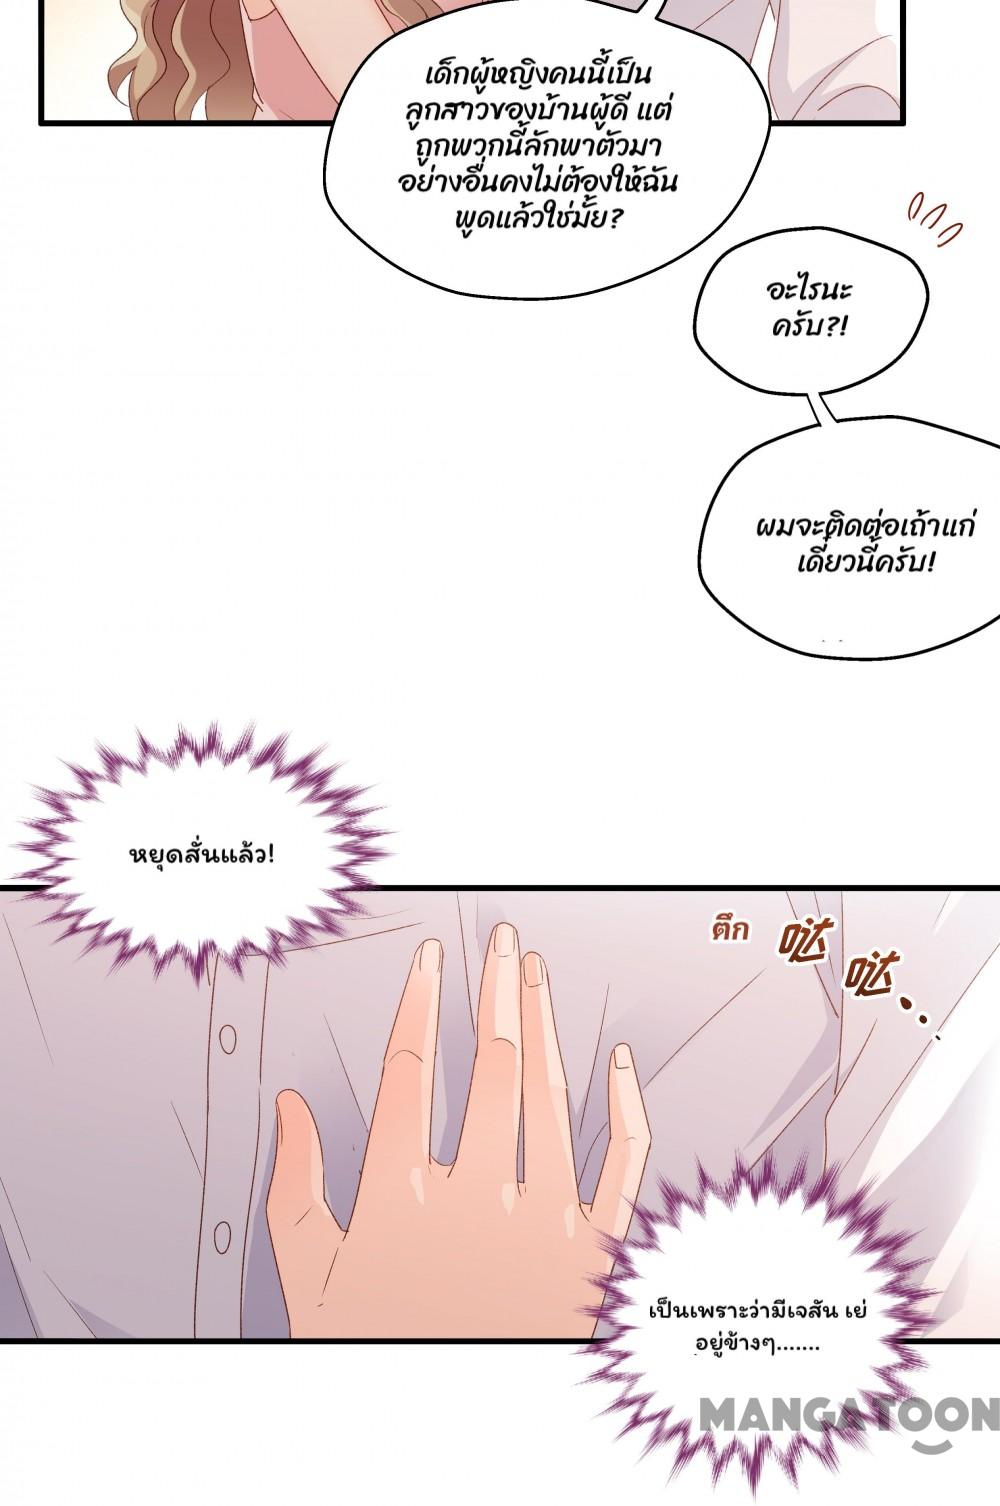 เด็กผู้หญิงคนนี้เป็น
ลูกสาวของบ้านผู้ดี แต่
ถูกพวกนี้ลักพาตัวมา
อย่างอื่นคงไม่ต้องให้ฉัน
พูดแล้วใช่มั้ย?
อะไรนะ
ครับ?!
ผมจะติดต่อเถ้าแก่
เดี๋ยวนี้ครับ!
หยุดสั่นแล้ว!
ตึก
哒
哒
เป็นเพราะว่ามีเจสัน เย่
อยู่ข้างๆ.......
MANGATOON